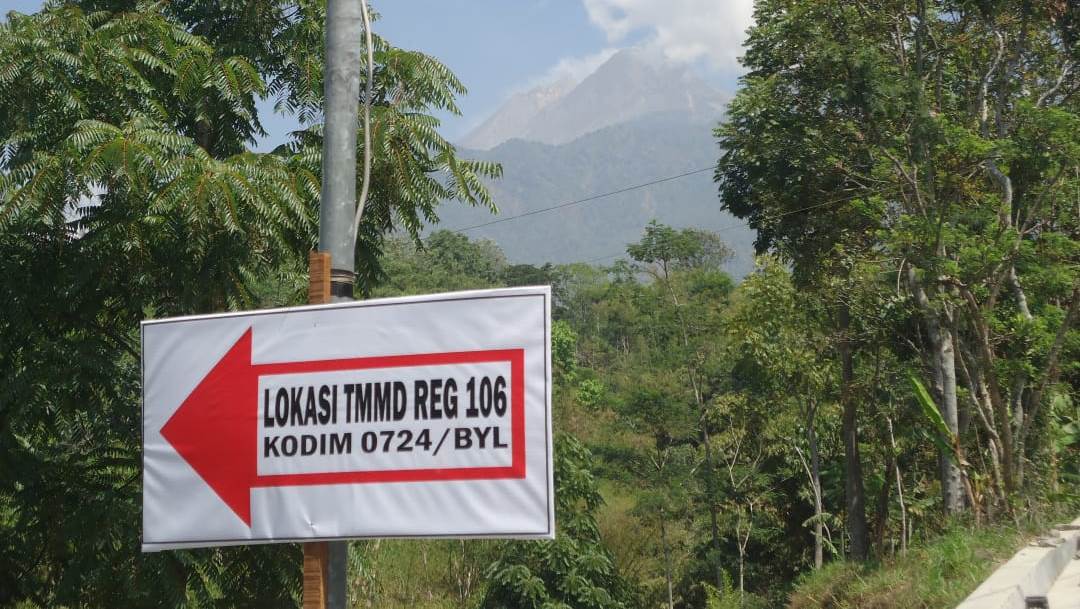 LOKASI TMMD REG 106
KODIM 0724/BYL